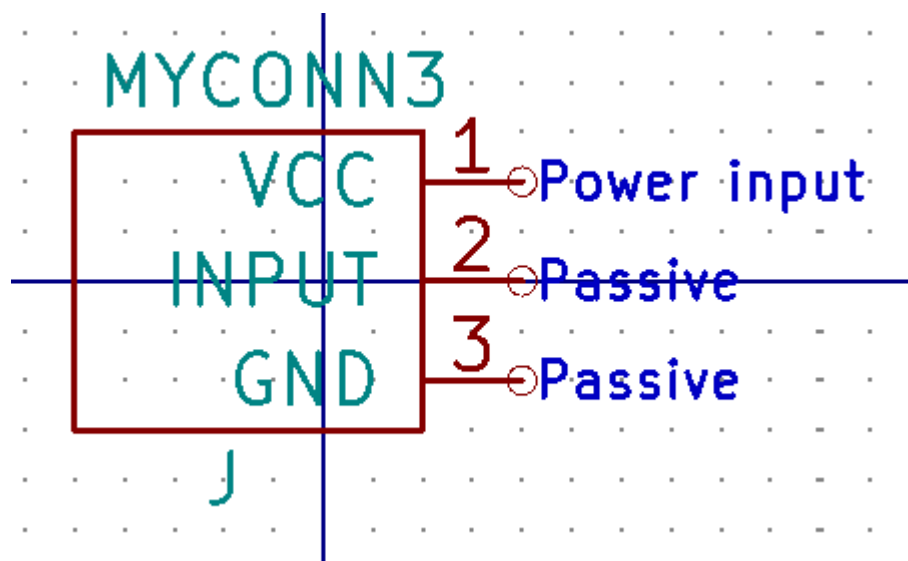 MYCONN3
VCC 1 Power input
INPUT 2 Passive
GND 3 Passive
J